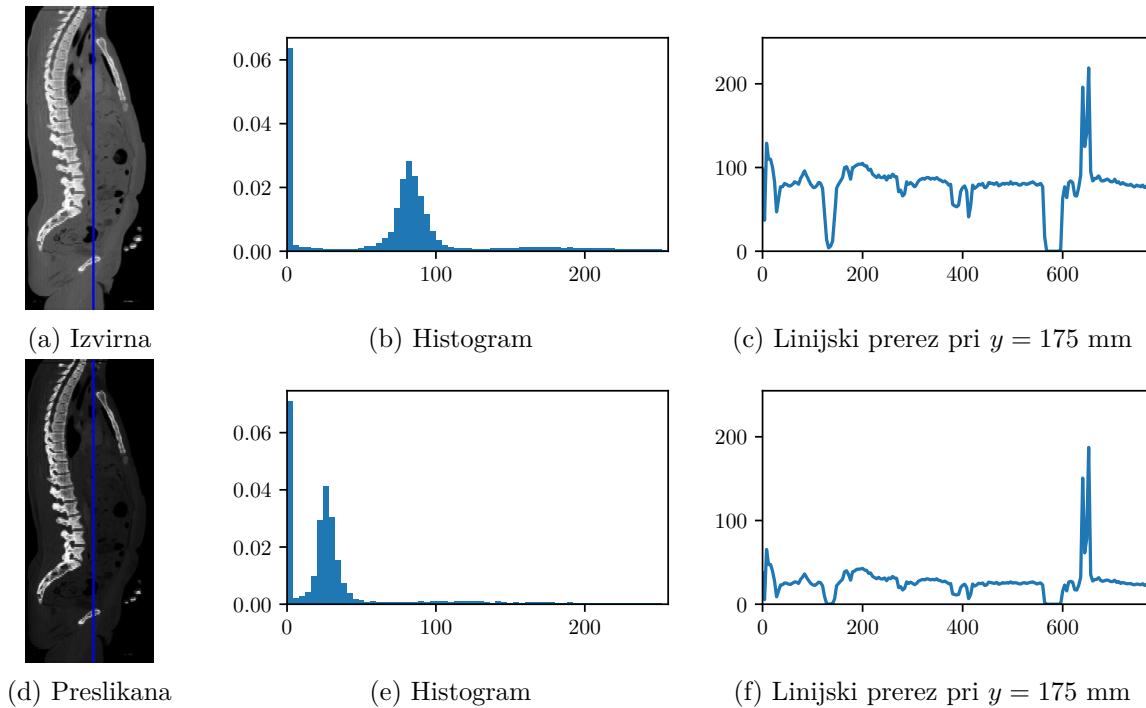 0.06
0.04
0.02
0.00
0 100 200
200
100
0
0 200 400 600
(a) Izvirna
(b) Histogram
(c) Linijski prerez pri y = 175 mm
0.06
0.04
0.02
0.00
0 100 200
200
100
0
0 200 400 600
(d) Preslikana
(e) Histogram
(f) Linijski prerez pri y = 175 mm